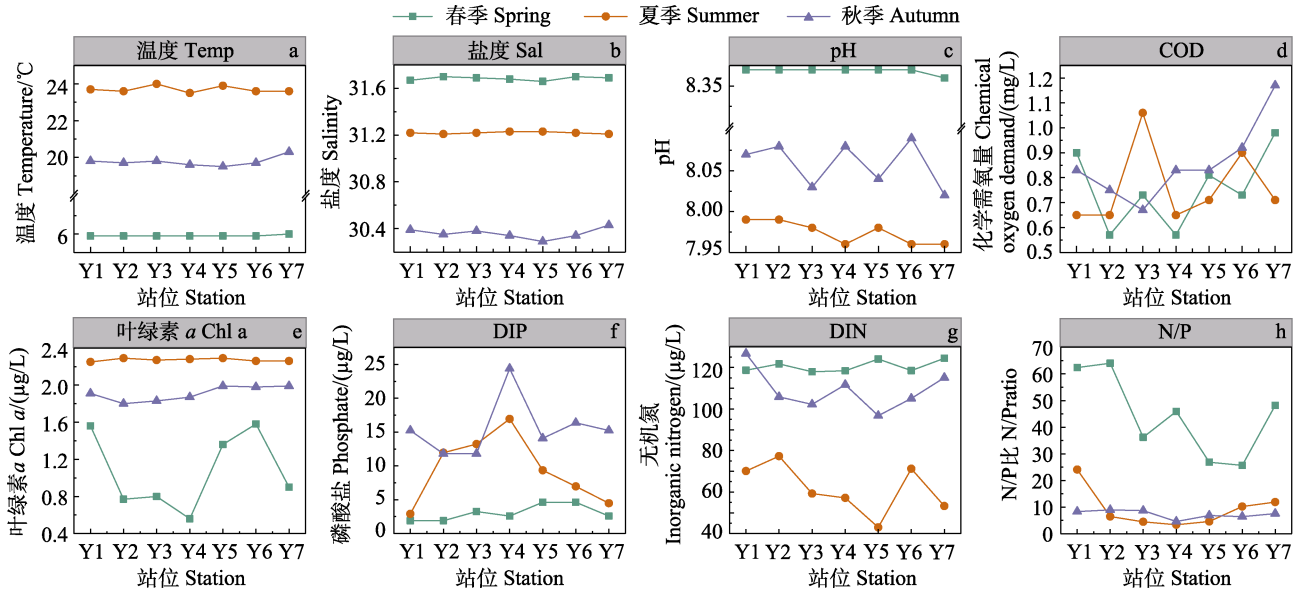 春季 Spring 夏季 Summer 秋季 Autumn
温度 Temp a
温度 Temperature/℃
24
22
20
6
Y1 Y2 Y3 Y4 Y5 Y6 Y7
站位 Station
盐度 Sal b
盐度 Salinity
31.6
31.2
30.8
30.4
Y1 Y2 Y3 Y4 Y5 Y6 Y7
站位 Station
pH c
pH
8.35
8.05
8.00
7.95
Y1 Y2 Y3 Y4 Y5 Y6 Y7
站位 Station
COD d
化学需氧量 Chemical
oxygen demand/(mg/L)
1.2
1.1
1.0
0.9
0.8
0.7
0.6
0.5
Y1 Y2 Y3 Y4 Y5 Y6 Y7
站位 Station
叶绿素 a Chl a e
叶绿素a Chl a/(μg/L)
2.4
2.0
1.6
1.2
0.8
0.4
Y1 Y2 Y3 Y4 Y5 Y6 Y7
站位 Station
DIP f
磷酸盐 Phosphate/(μg/L)
25
20
15
10
5
0
Y1 Y2 Y3 Y4 Y5 Y6 Y7
站位 Station
DIN g
无机氮
Inorganic nitrogen/(μg/L)
120
100
80
60
40
Y1 Y2 Y3 Y4 Y5 Y6 Y7
站位 Station
N/P h
N/P比 N/Pratio
70
60
50
40
30
20
10
0
Y1 Y2 Y3 Y4 Y5 Y6 Y7
站位 Station